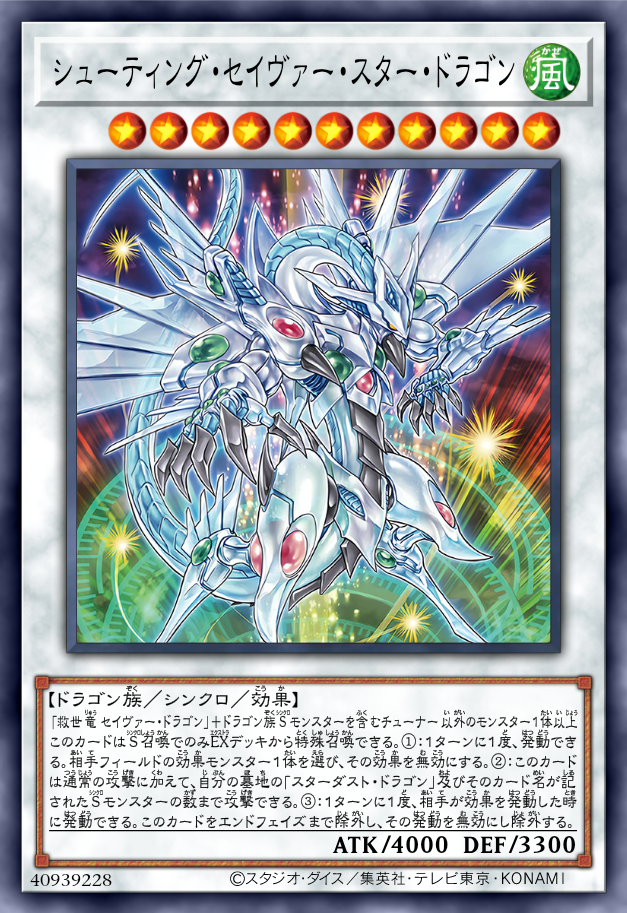 シューティング・セイヴァー・スター・ドラゴン
風
【ドラゴン族／シンクロ／効果】
「救世竜 セイヴァー・ドラゴン」＋ドラゴン族Ｓモンスターを含むチューナー以外のモンスター1体以上
このカードはＳ召喚でのみEXデッキから特殊召喚できる。①：1ターンに1度、発動でき
る。相手フィールドの効果モンスター1体を選び、その効果を無効にする。②：このカード
は通常の攻撃に加えて、自分の墓地の「スターダスト・ドラゴン」及びそのカード名が記
されたＳモンスターの数まで攻撃できる。③：1ターンに1度、相手が効果を発動した時
に発動できる。このカードをエンドフェイズまで除外し、その発動を無効にし除外する。
ATK/4000 DEF/3300
40939228 ©スタジオ・ダイス／集英社・テレビ東京・KONAMI